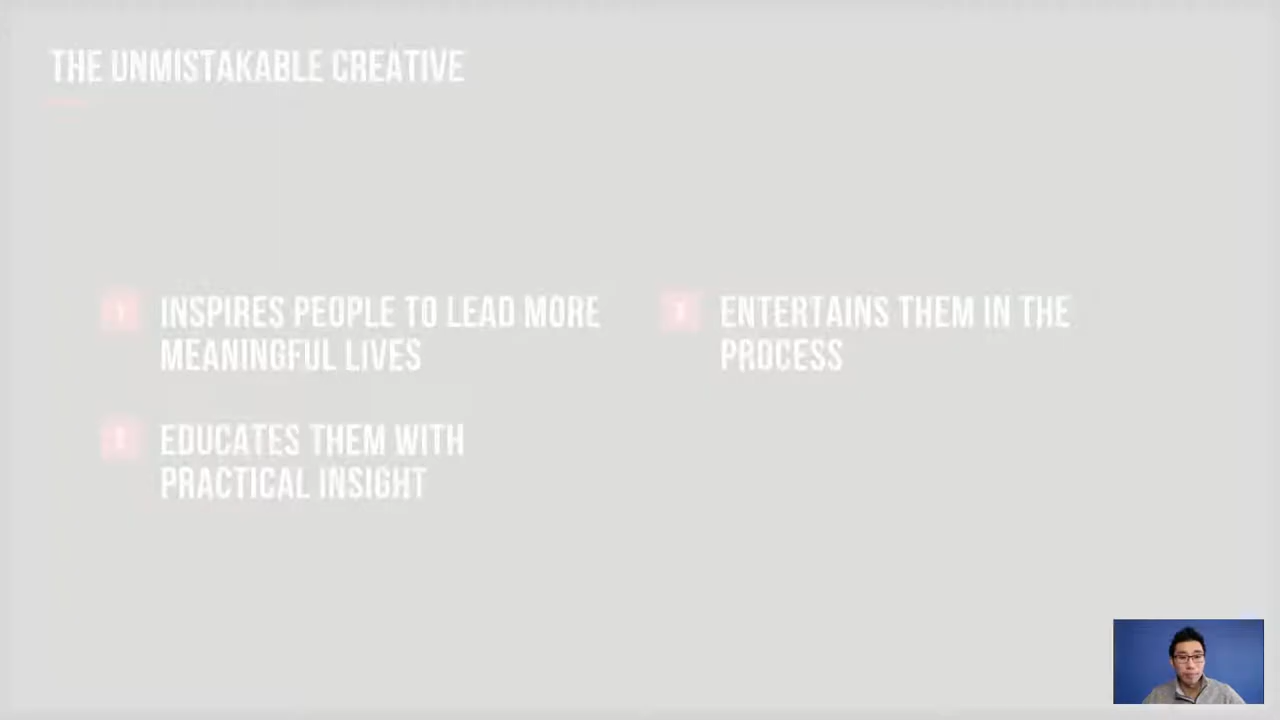 THE UNMISTAKABLE CREATIVE
1 INSPIRES PEOPLE TO LEAD MORE
MEANINGFUL LIVES
EDUCATES THEM WITH
PRACTICAL INSIGHT
ENTERTAINS THEM IN THE
PROCESS